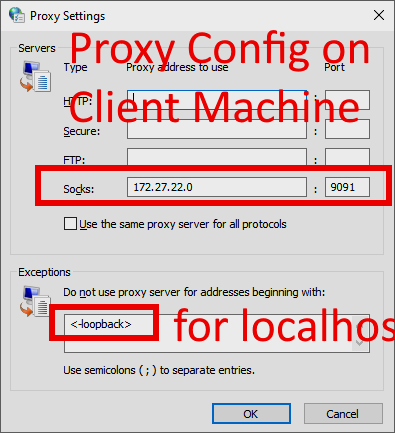 Proxy Settings
Servers
Type Proxy address to use Port
Proxy Config on
Client Machine
HTTP: :
Secure: :
FTP: :
Socks: 172.27.22.0 : 9091
Use the same proxy server for all protocols
Exceptions
Do not use proxy server for addresses beginning with:
<-loopback>
for localhos
Use semicolons ( ; ) to separate entries.
OK Cancel